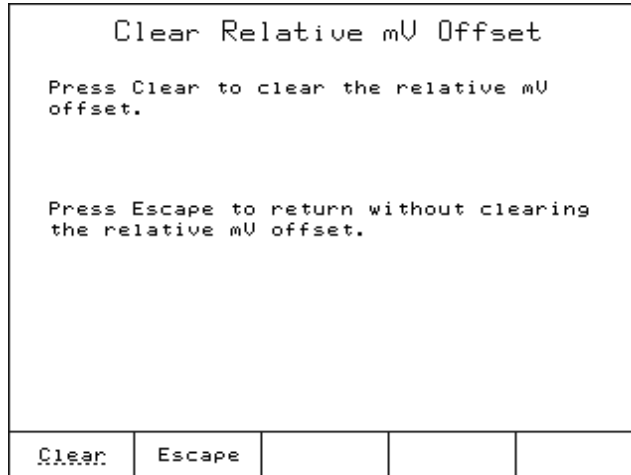 Clear Relative mV Offset
Press Clear to clear the relative mV
offset.
Press Escape to return without clearing
the relative mV offset.
Clear
Escape